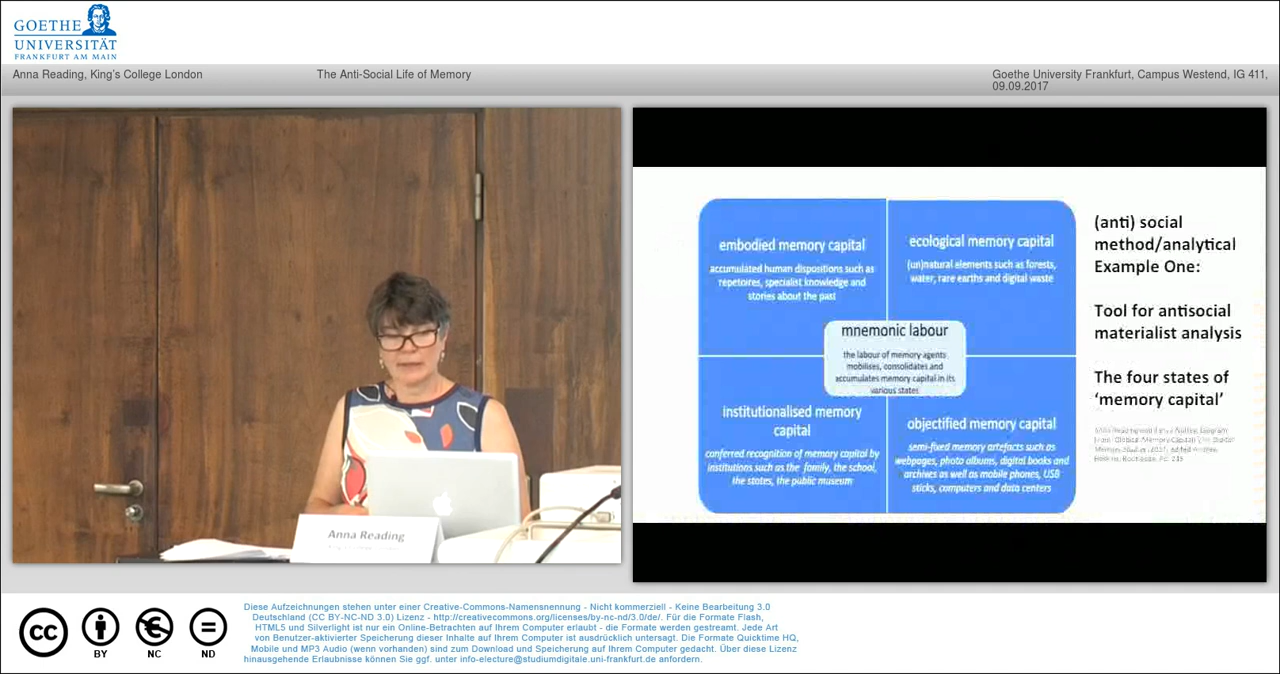 GOETHE
UNIVERSITÄT
FRANKFURT AM MAIN
Anna Reading, King's College London
The Anti-Social Life of Memory
Goethe University Frankfurt, Campus Westend, IG 411,
09.09.2017
Anna Reading
embodied memory capital
accumulated human dispositions such as
repetoires, specialist knowledge and
stories about the past
ecological memory capital
(un)natural elements such as forests,
water, rare earths and digital waste
mnemonic labour
the labour of memory agents
mobilises, consolidates and
accumulates memory capital in its
various states
institutionalised memory
capital
conferred recognition of memory capital by
institutions such as the family, the school,
the states, the public museum
objectified memory capital
semi-fixed memory artefacts such as
webpages, photo albums, digital books and
archives as well as mobile phones, USB
sticks, computers and data centers
(anti) social
method/analytical
Example One:
Tool for antisocial
materialist analysis
The four states of
'memory capital'
cc
BY
NC
ND
Diese Aufzeichnungen stehen unter einer Creative-Commons-Namensnennung - Nicht kommerziell - Keine Bearbeitung 3.0
Deutschland (CC BY-NC-ND 3.0) Lizenz - http://creativecommons.org/licenses/by-nc-nd/3.0/de/. Für die Formate Flash,
HTML5 und Silverlight ist nur ein Online-Betrachten auf Ihrem Computer erlaubt - die Formate werden gestreamt. Jede Art
von Benutzer-aktivierter Speicherung dieser Inhalte auf Ihrem Computer ist ausdrücklich untersagt. Die Formate Quicktime HQ,
Mobile und MP3 Audio (wenn vorhanden) sind zum Download und Speicherung auf Ihrem Computer gedacht. Über diese Lizenz
hinausgehende Erlaubnisse können Sie ggf. unter info-electure@studiumdigitale.uni-frankfurt.de anfordern.